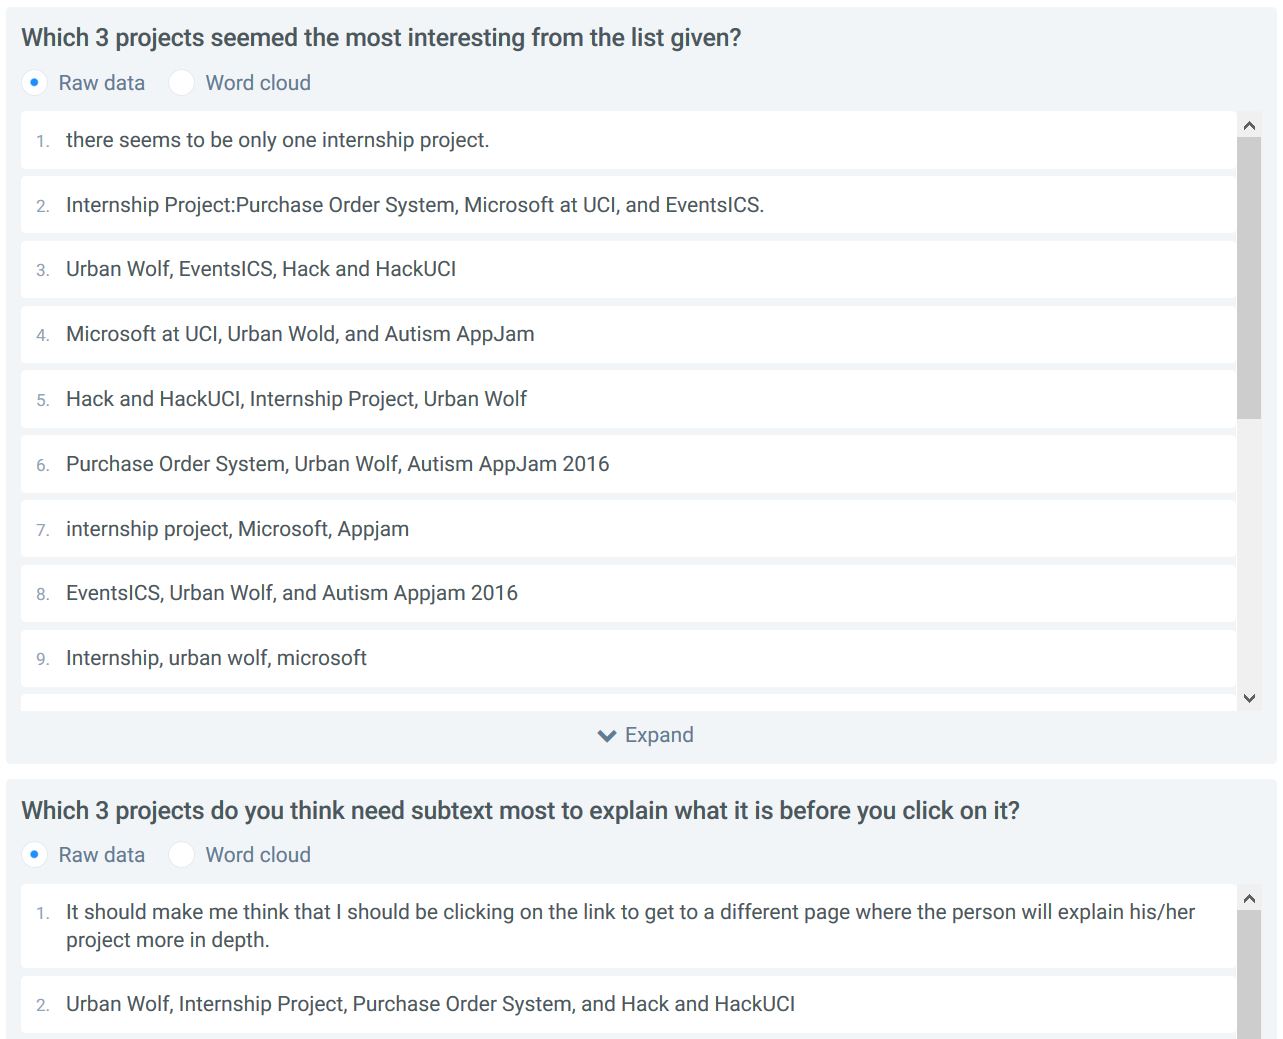 Which 3 projects seemed the most interesting from the list given?
Raw data Word cloud
1. there seems to be only one internship project.
2. Internship Project:Purchase Order System, Microsoft at UCI, and EventsICS.
3. Urban Wolf, EventsICS, Hack and HackUCI
4. Microsoft at UCI, Urban Wold, and Autism AppJam
5. Hack and HackUCI, Internship Project, Urban Wolf
6. Purchase Order System, Urban Wolf, Autism AppJam 2016
7. internship project, Microsoft, Appjam
8. EventsICS, Urban Wolf, and Autism Appjam 2016
9. Internship, urban wolf, microsoft
Expand
Which 3 projects do you think need subtext most to explain what it is before you click on it?
Raw data Word cloud
1. It should make me think that I should be clicking on the link to get to a different page where the person will explain his/her
project more in depth.
2. Urban Wolf, Internship Project, Purchase Order System, and Hack and HackUCI